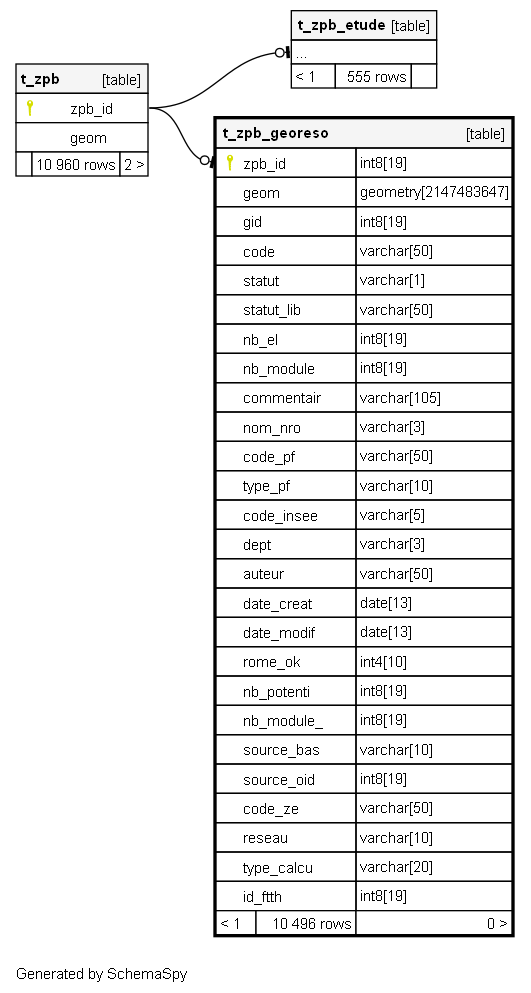 t_zpb_etude [table]
...
< 1 555 rows
t_zpb [table]
zpb_id
geom
10 960 rows 2 >
t_zpb_georeso [table]
zpb_id int8[19]
geom geometry[2147483647]
gid int8[19]
code varchar[50]
statut varchar[1]
statut_lib varchar[50]
nb_el int8[19]
nb_module int8[19]
commentair varchar[105]
nom_nro varchar[3]
code_pf varchar[50]
type_pf varchar[10]
code_insee varchar[5]
dept varchar[3]
auteur varchar[50]
date_creat date[13]
date_modif date[13]
rome_ok int4[10]
nb_potenti int8[19]
nb_module_ int8[19]
source_bas varchar[10]
source_oid int8[19]
code_ze varchar[50]
reseau varchar[10]
type_calcu varchar[20]
id_ftth int8[19]
< 1 10 496 rows 0 >
Generated by SchemaSpy